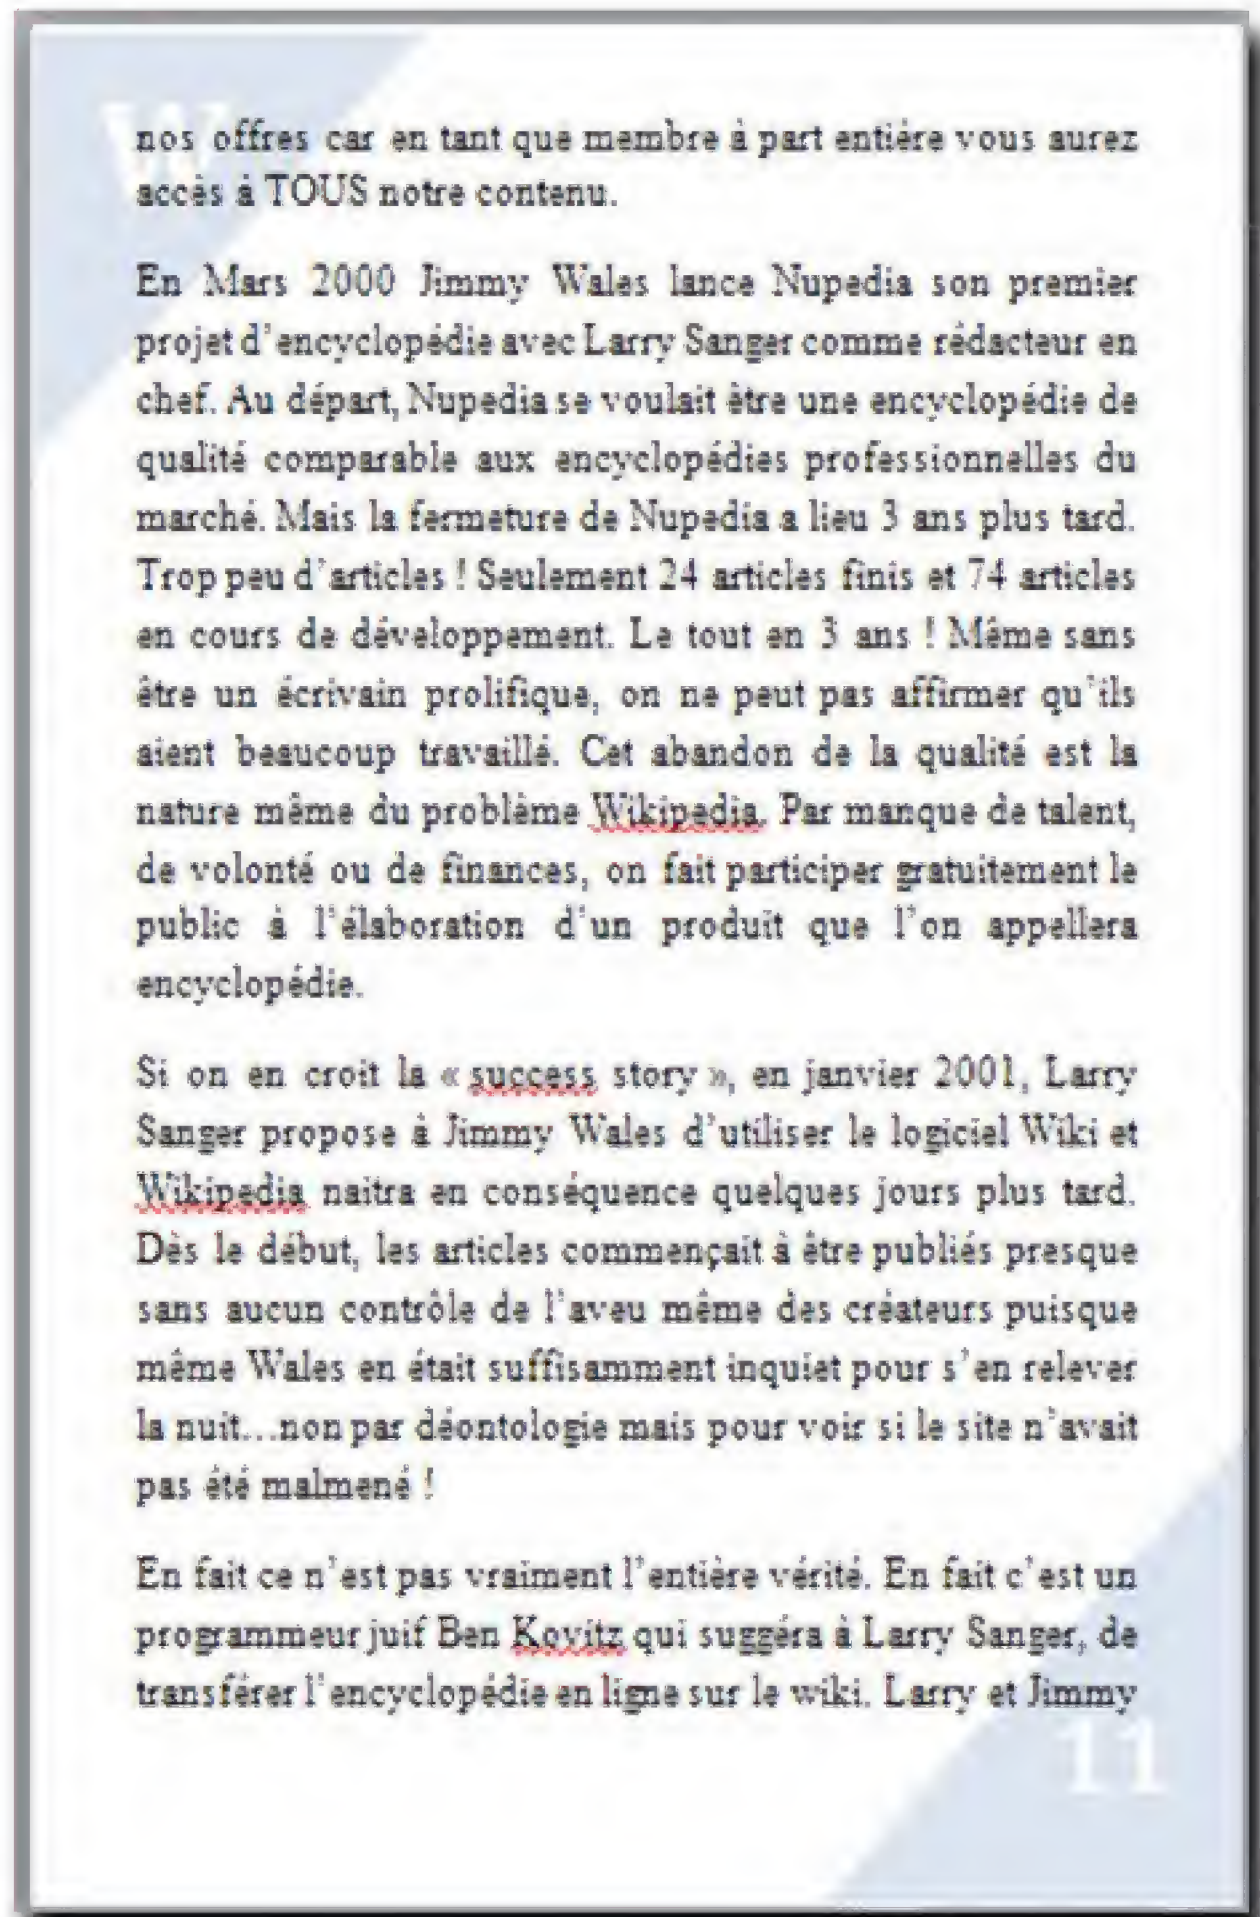 W
nos offres car en tant que membre à part entière vous aurez
accès à TOUS notre contenu.
En Mars 2000 Jimmy Wales lance Nupedia son premier
projet d'encyclopédie avec Larry Sanger comme rédacteur en
chef. Au départ, Nupedia se voulait être une encyclopédie de
qualité comparable aux encyclopédies professionnelles du
marché. Mais la fermeture de Nupedia a lieu 3 ans plus tard.
Trop peu d'articles ! Seulement 24 articles finis et 74 articles
en cours de développement. Le tout en 3 ans ! Même sans
être un écrivain prolifique, on ne peut pas affirmer qu'ils
aient beaucoup travaillé. Cet abandon de la qualité est la
nature même du problème Wikipedia. Par manque de talent,
de volonté ou de finances, on fait participer gratuitement le
public à l'élaboration d'un produit que l'on appellera
encyclopédie.
Si on en croit la « success story », en janvier 2001, Larry
Sanger propose à Jimmy Wales d'utiliser le logiciel Wiki et
Wikipedia naitra en conséquence quelques jours plus tard.
Dès le début, les articles commençait à être publiés presque
sans aucun contrôle de l'aveu même des créateurs puisque
même Wales en était suffisamment inquiet pour s'en relever
la nuit…non par déontologie mais pour voir si le site n'avait
pas été malmené !
En fait ce n'est pas vraiment l'entière vérité. En fait c'est un
programmeur juif Ben Kovitz qui suggéra à Larry Sanger, de
transférer l'encyclopédie en ligne sur le wiki. Larry et Jimmy
11